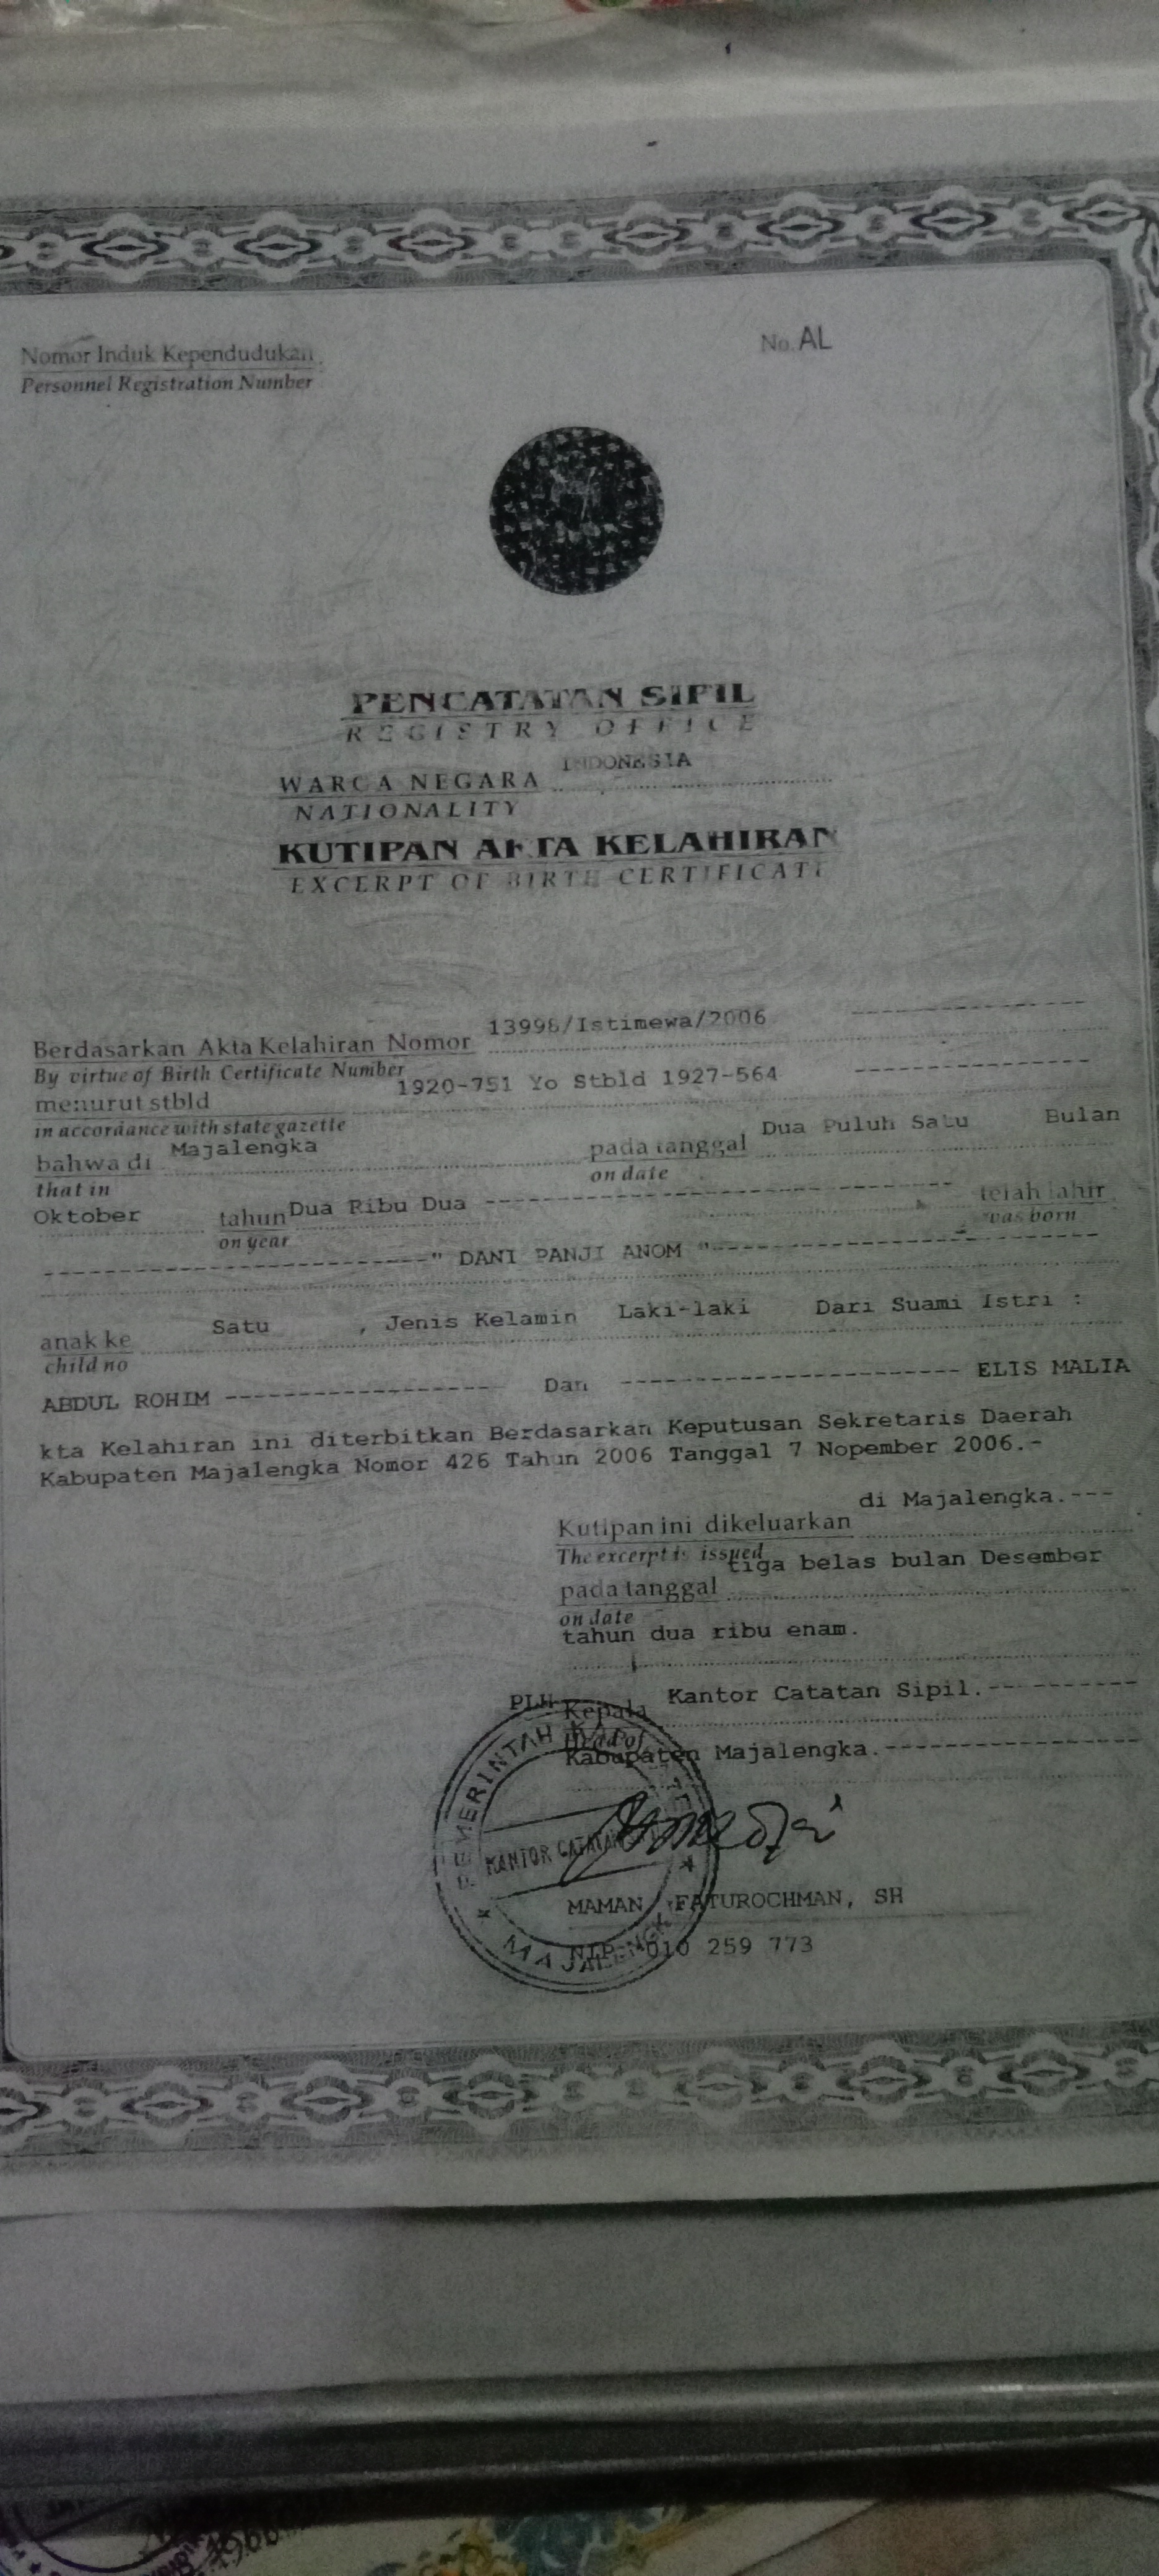 Nomor Induk Kependudukan
No. AL
Personnel Registration Number
PENCATATAN SIPIL
REGISTRY OFFICE
WARGA NEGARA INDONESIA
NATIONALITY
KUTIPAN AKTA KELAHIRAN
EXCERPT OF BIRTH CERTIFICATE
Berdasarkan Akta Kelahiran Nomor 13998/Istimewa/2006
By virtue of Birth Certificate Number
menurut stbld 1920-751 Yo Stbld 1927-564
in accordance with state gazette
bahwa di Majalengka pada tanggal Dua Puluh Satu Bulan
that in on date
Oktober tahun Dua Ribu Dua telah lahir
on year was born
" DANI PANJI ANOM "
anak ke Satu , Jenis Kelamin Laki-laki Dari Suami Istri :
child no
ABDUL ROHIM Dan ELIS MALIA
kta Kelahiran ini diterbitkan Berdasarkan Keputusan Sekretaris Daerah
Kabupaten Majalengka Nomor 426 Tahun 2006 Tanggal 7 Nopember 2006.-
Kutipan ini dikeluarkan di Majalengka.---
The excerpt is issued
pada tanggal tiga belas bulan Desember
on date
tahun dua ribu enam.
PLH Kepala Kantor Catatan Sipil.
Head of
Kabupaten Majalengka.
PEMERINTAH
KANTOR CATATAN
MAJALENGKA
MAMAN FATUROCHMAN, SH
NIP. 010 259 773